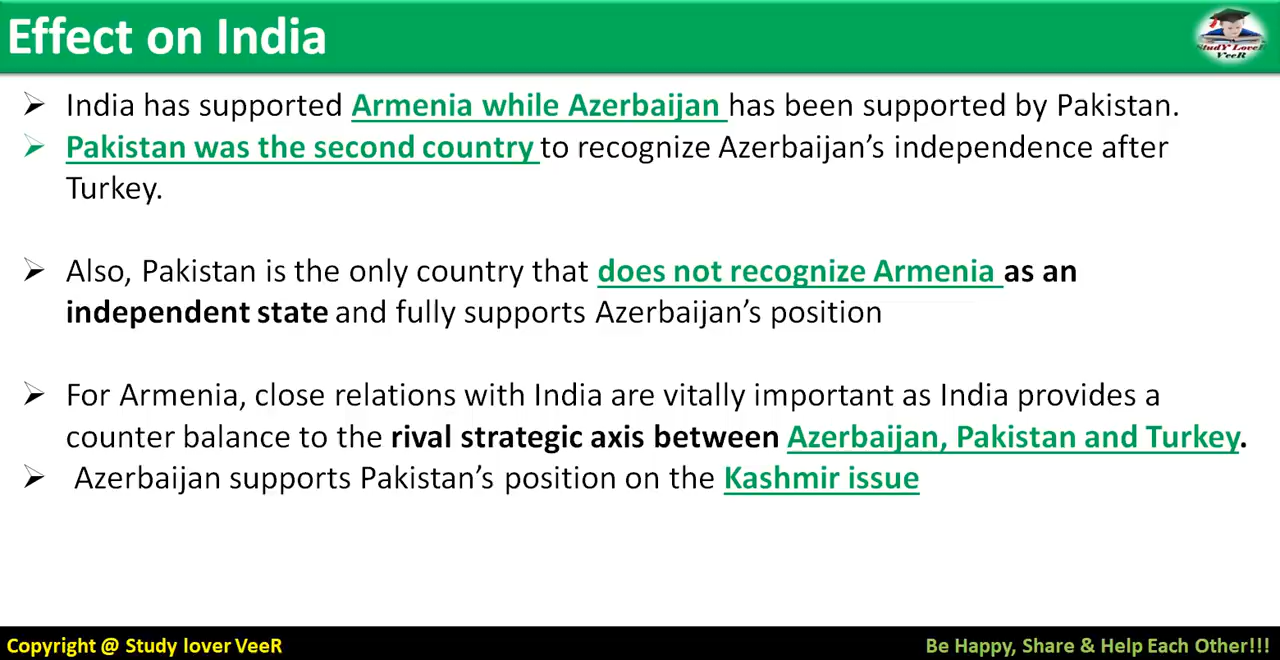 Effect on India
StudY LoveR
VeeR
➢ India has supported Armenia while Azerbaijan has been supported by Pakistan.
➢ Pakistan was the second country to recognize Azerbaijan’s independence after
Turkey.
➢ Also, Pakistan is the only country that does not recognize Armenia as an
independent state and fully supports Azerbaijan’s position
➢ For Armenia, close relations with India are vitally important as India provides a
counter balance to the rival strategic axis between Azerbaijan, Pakistan and Turkey.
➢ Azerbaijan supports Pakistan’s position on the Kashmir issue
Copyright @ Study lover VeeR
Be Happy, Share & Help Each Other!!!